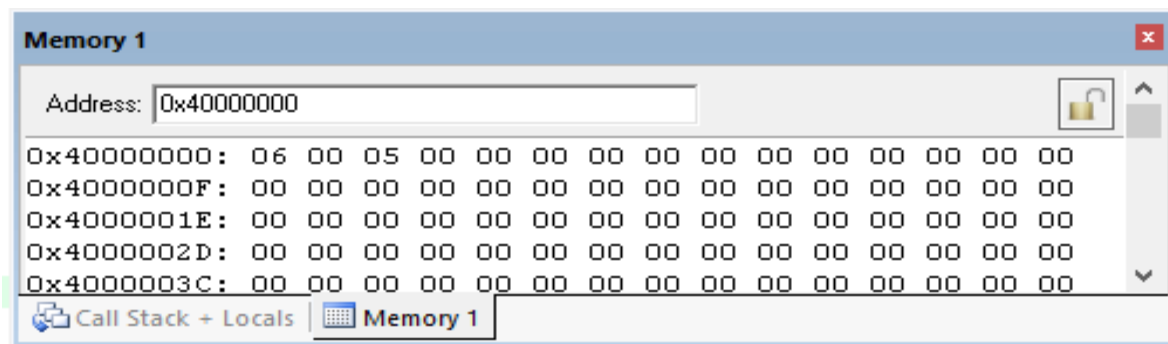 Memory 1
x
Address: 0x40000000
0x40000000: 06 00 05 00 00 00 00 00 00 00 00 00 00 00 00
0x4000000F: 00 00 00 00 00 00 00 00 00 00 00 00 00 00 00
0x4000001E: 00 00 00 00 00 00 00 00 00 00 00 00 00 00 00
0x4000002D: 00 00 00 00 00 00 00 00 00 00 00 00 00 00 00
0x4000003C: 00 00 00 00 00 00 00 00 00 00 00 00 00 00 00
Call Stack + Locals Memory 1